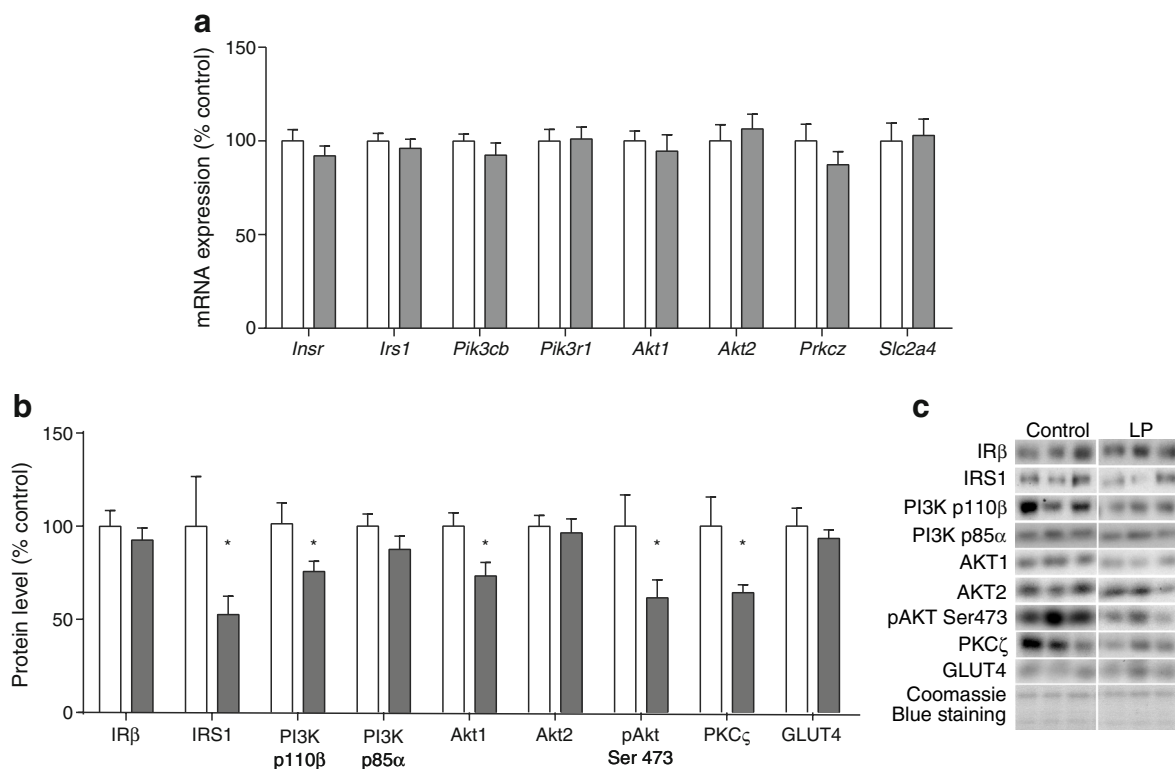 a
150
100
50
0
mRNA expression (% control)
Insr Irs1 Pik3cb Pik3r1 Akt1 Akt2 Prkcz Slc2a4
b
150
100
50
0
Protein level (% control)
* * * * *
IRβ IRS1 PI3K PI3K Akt1 Akt2 pAkt PKCς GLUT4
p110β p85α Ser 473
c
Control LP
IRβ
IRS1
PI3K p110β
PI3K p85α
AKT1
AKT2
pAKT Ser473
PKCζ
GLUT4
Coomassie
Blue staining